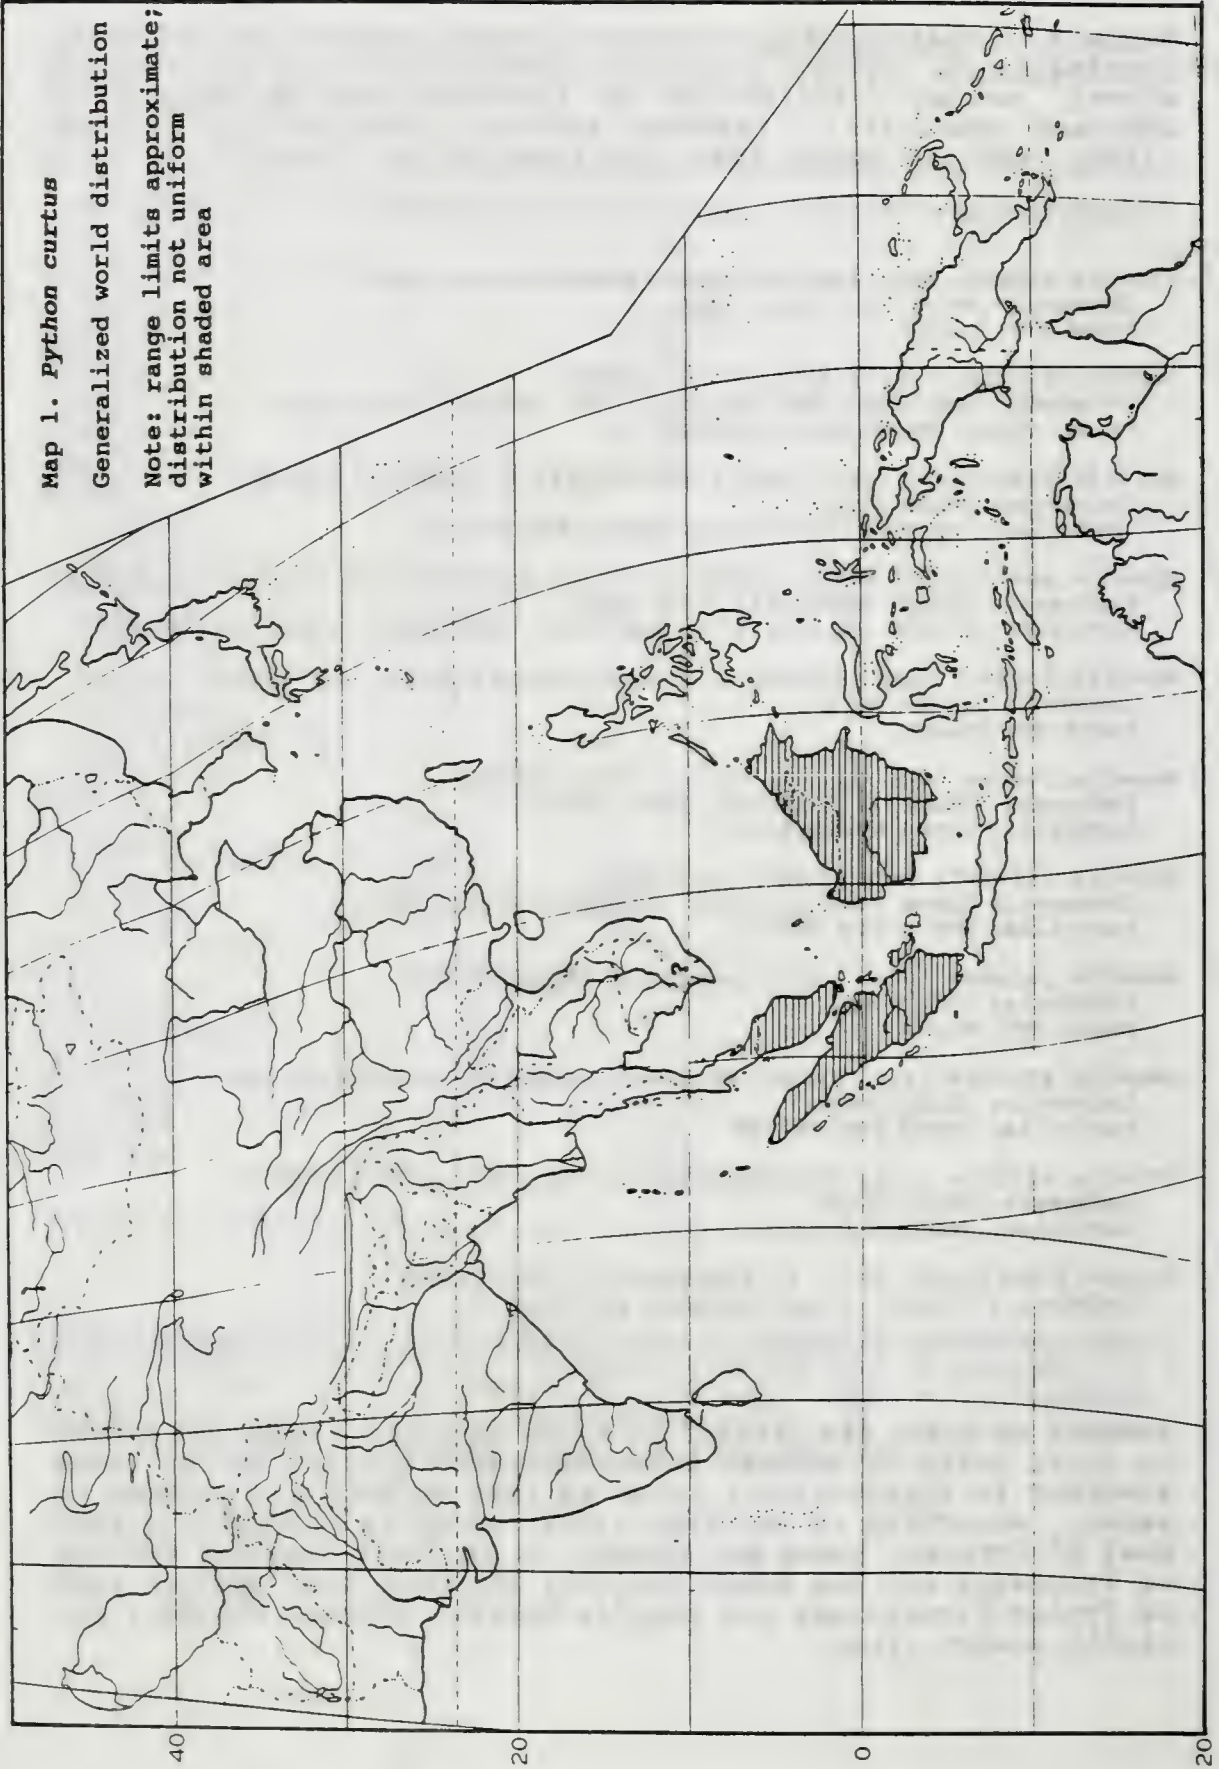 Map 1. Python curtus
Generalized world distribution
Note: range limits approximate;
distribution not uniform
within shaded area
40
20
0
20
?